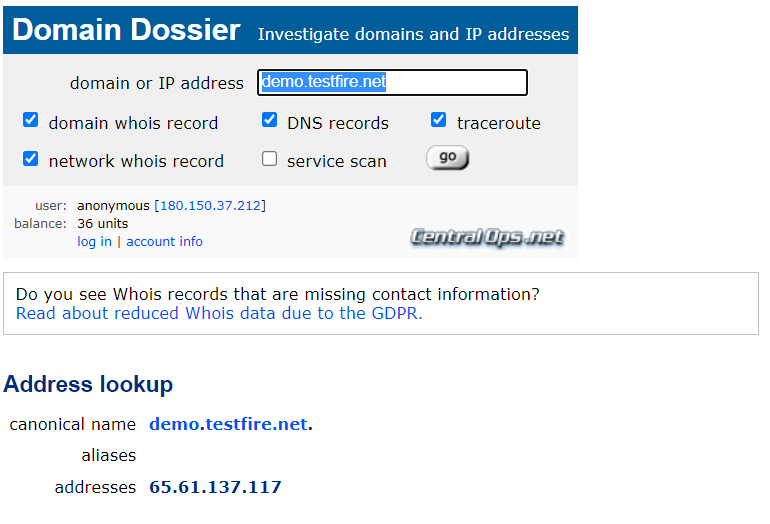 Domain Dossier Investigate domains and IP addresses
domain or IP address demo.testfire.net
domain whois record DNS records traceroute
network whois record service scan go
user: anonymous [180.150.37.212]
balance: 36 units
log in | account info
CentralOps.net
Do you see Whois records that are missing contact information?
Read about reduced Whois data due to the GDPR.
Address lookup
canonical name demo.testfire.net.
aliases
addresses 65.61.137.117